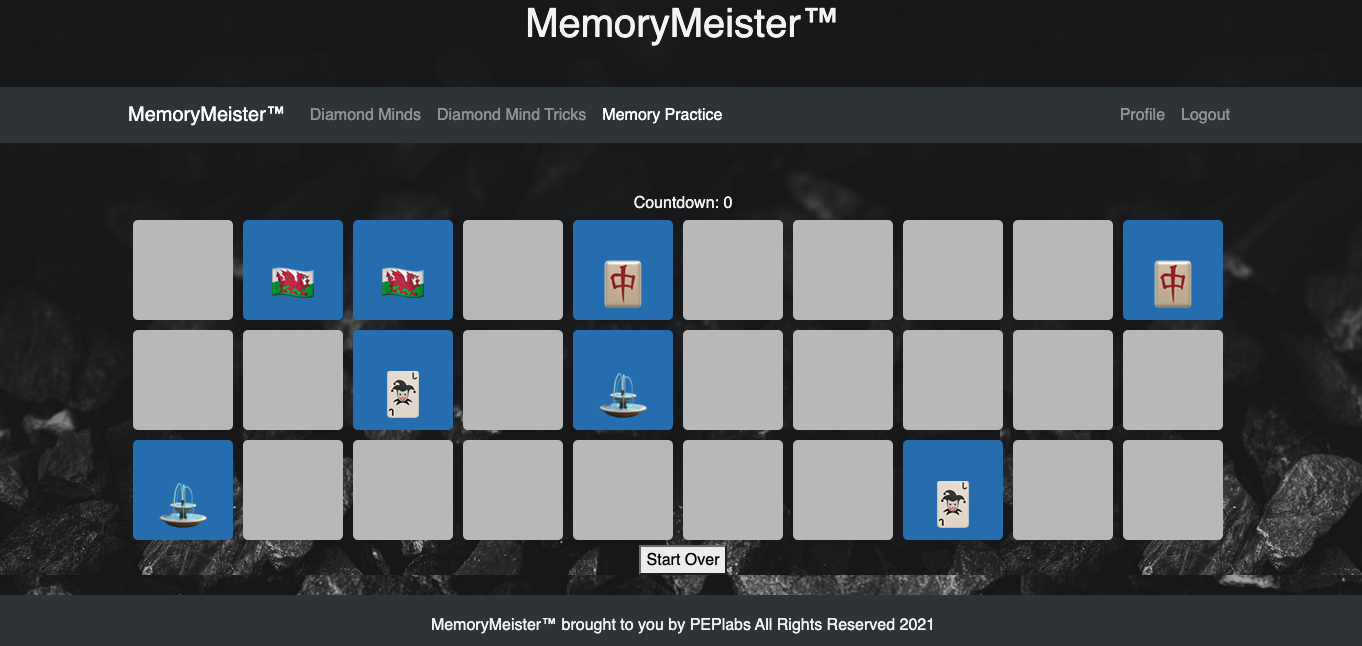 MemoryMeister™
MemoryMeister™ Diamond Minds Diamond Mind Tricks Memory Practice Profile Logout
Countdown: 0
中 中
J
J
Start Over
MemoryMeister™ brought to you by PEPlabs All Rights Reserved 2021